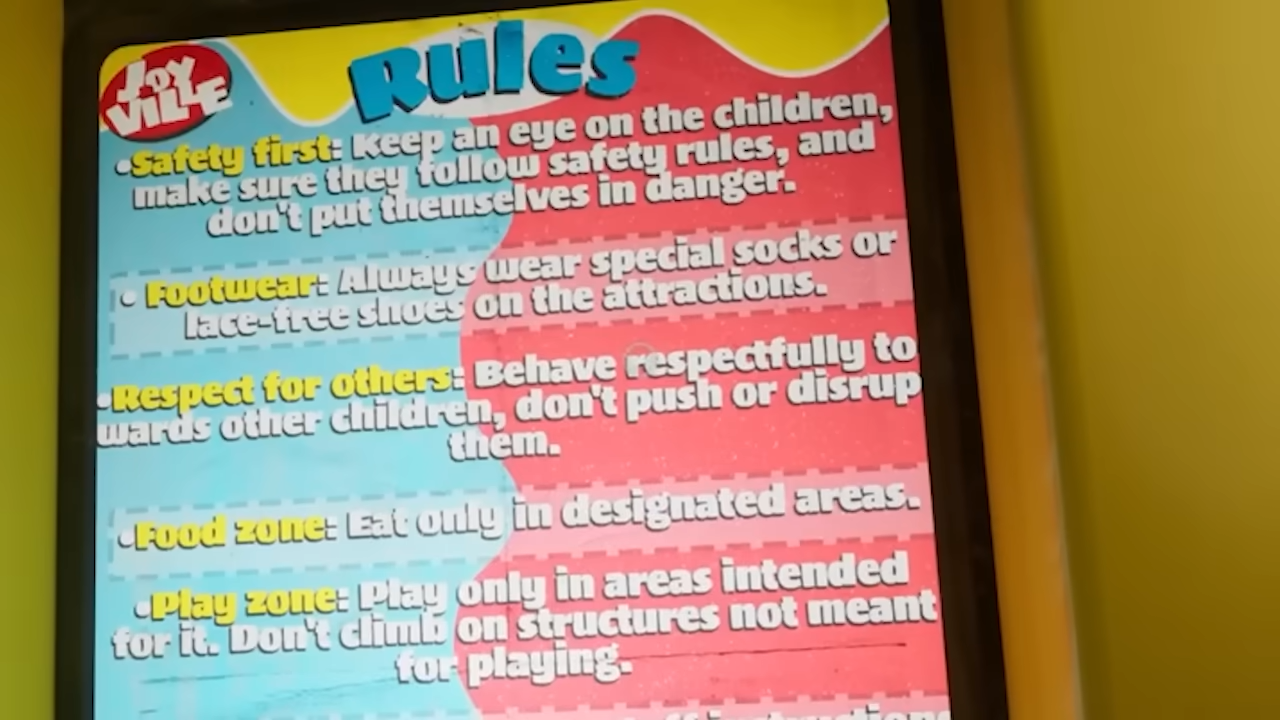 JOY
VILLE
Rules
•Safety first: Keep an eye on the children,
make sure they follow safety rules, and
don't put themselves in danger.
• Footwear: Always wear special socks or
lace-free shoes on the attractions.
•Respect for others: Behave respectfully to
wards other children, don't push or disrup
them.
•Food zone: Eat only in designated areas.
•Play zone: Play only in areas intended
for it. Don't climb on structures not meant
for playing.